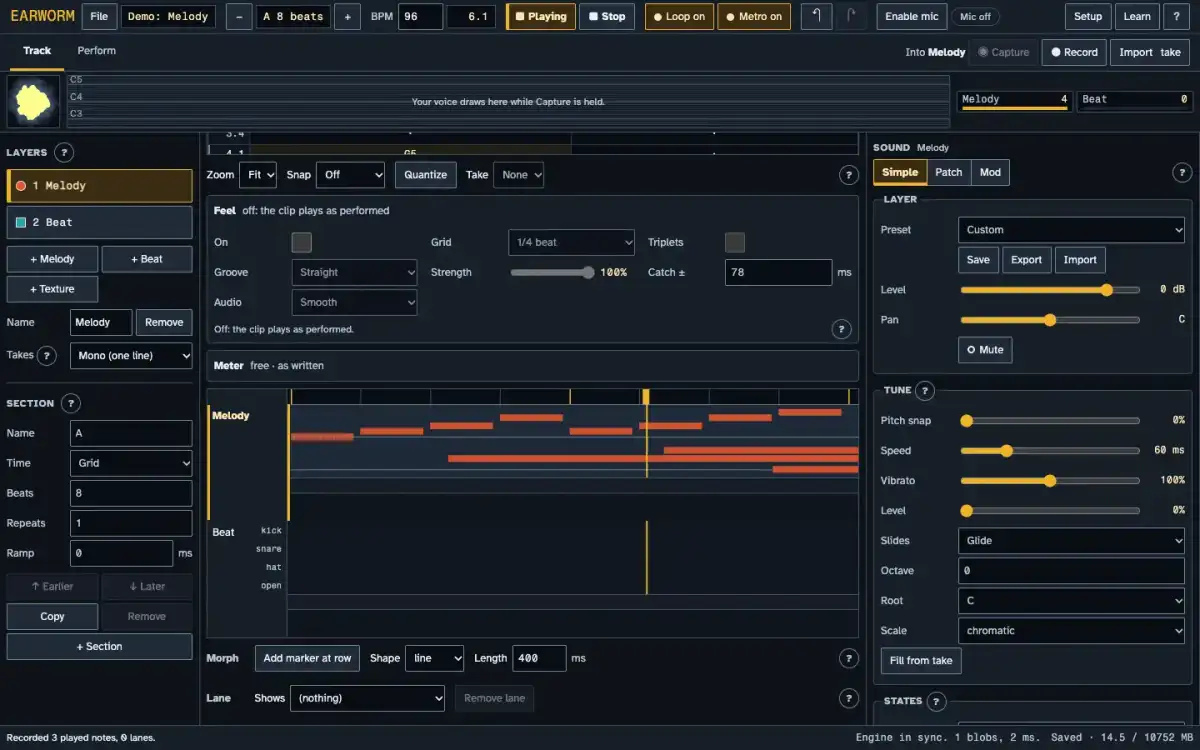 EARWORM File Demo: Melody − A 8 beats + BPM 96 6.1 Playing Stop Loop on Metro on Enable mic Mic off Setup Learn ?
Track Perform Into Melody Capture Record Import take
C5
C4
C3
Your voice draws here while Capture is held.
Melody 4 Beat 0
LAYERS ?
1 Melody
2 Beat
+ Melody + Beat
+ Texture
Name Melody Remove
Takes ? Mono (one line)
SECTION ?
Name A
Time Grid
Beats 8
Repeats 1
Ramp 0 ms
↑ Earlier ↓ Later
Copy Remove
+ Section
3.4
4.1 G5
Zoom Fit Snap Off Quantize Take None ?
Feel off: the clip plays as performed
On Grid 1/4 beat Triplets
Groove Straight Strength 100% Catch ± 78 ms
Audio Smooth
Off: the clip plays as performed. ?
Meter free · as written
Melody
Beat kick
snare
hat
open
Morph Add marker at row Shape line Length 400 ms ?
Lane Shows (nothing) Remove lane ?
SOUND Melody
Simple Patch Mod ?
LAYER
Preset Custom
Save Export Import
Level 0 dB
Pan C
Mute
TUNE ?
Pitch snap 0%
Speed 60 ms
Vibrato 100%
Level 0%
Slides Glide
Octave 0
Root C
Scale chromatic
Fill from take
STATES ?
Recorded 3 played notes, 0 lanes. Engine in sync. 1 blobs, 2 ms. Saved · 14.5 / 10752 MB